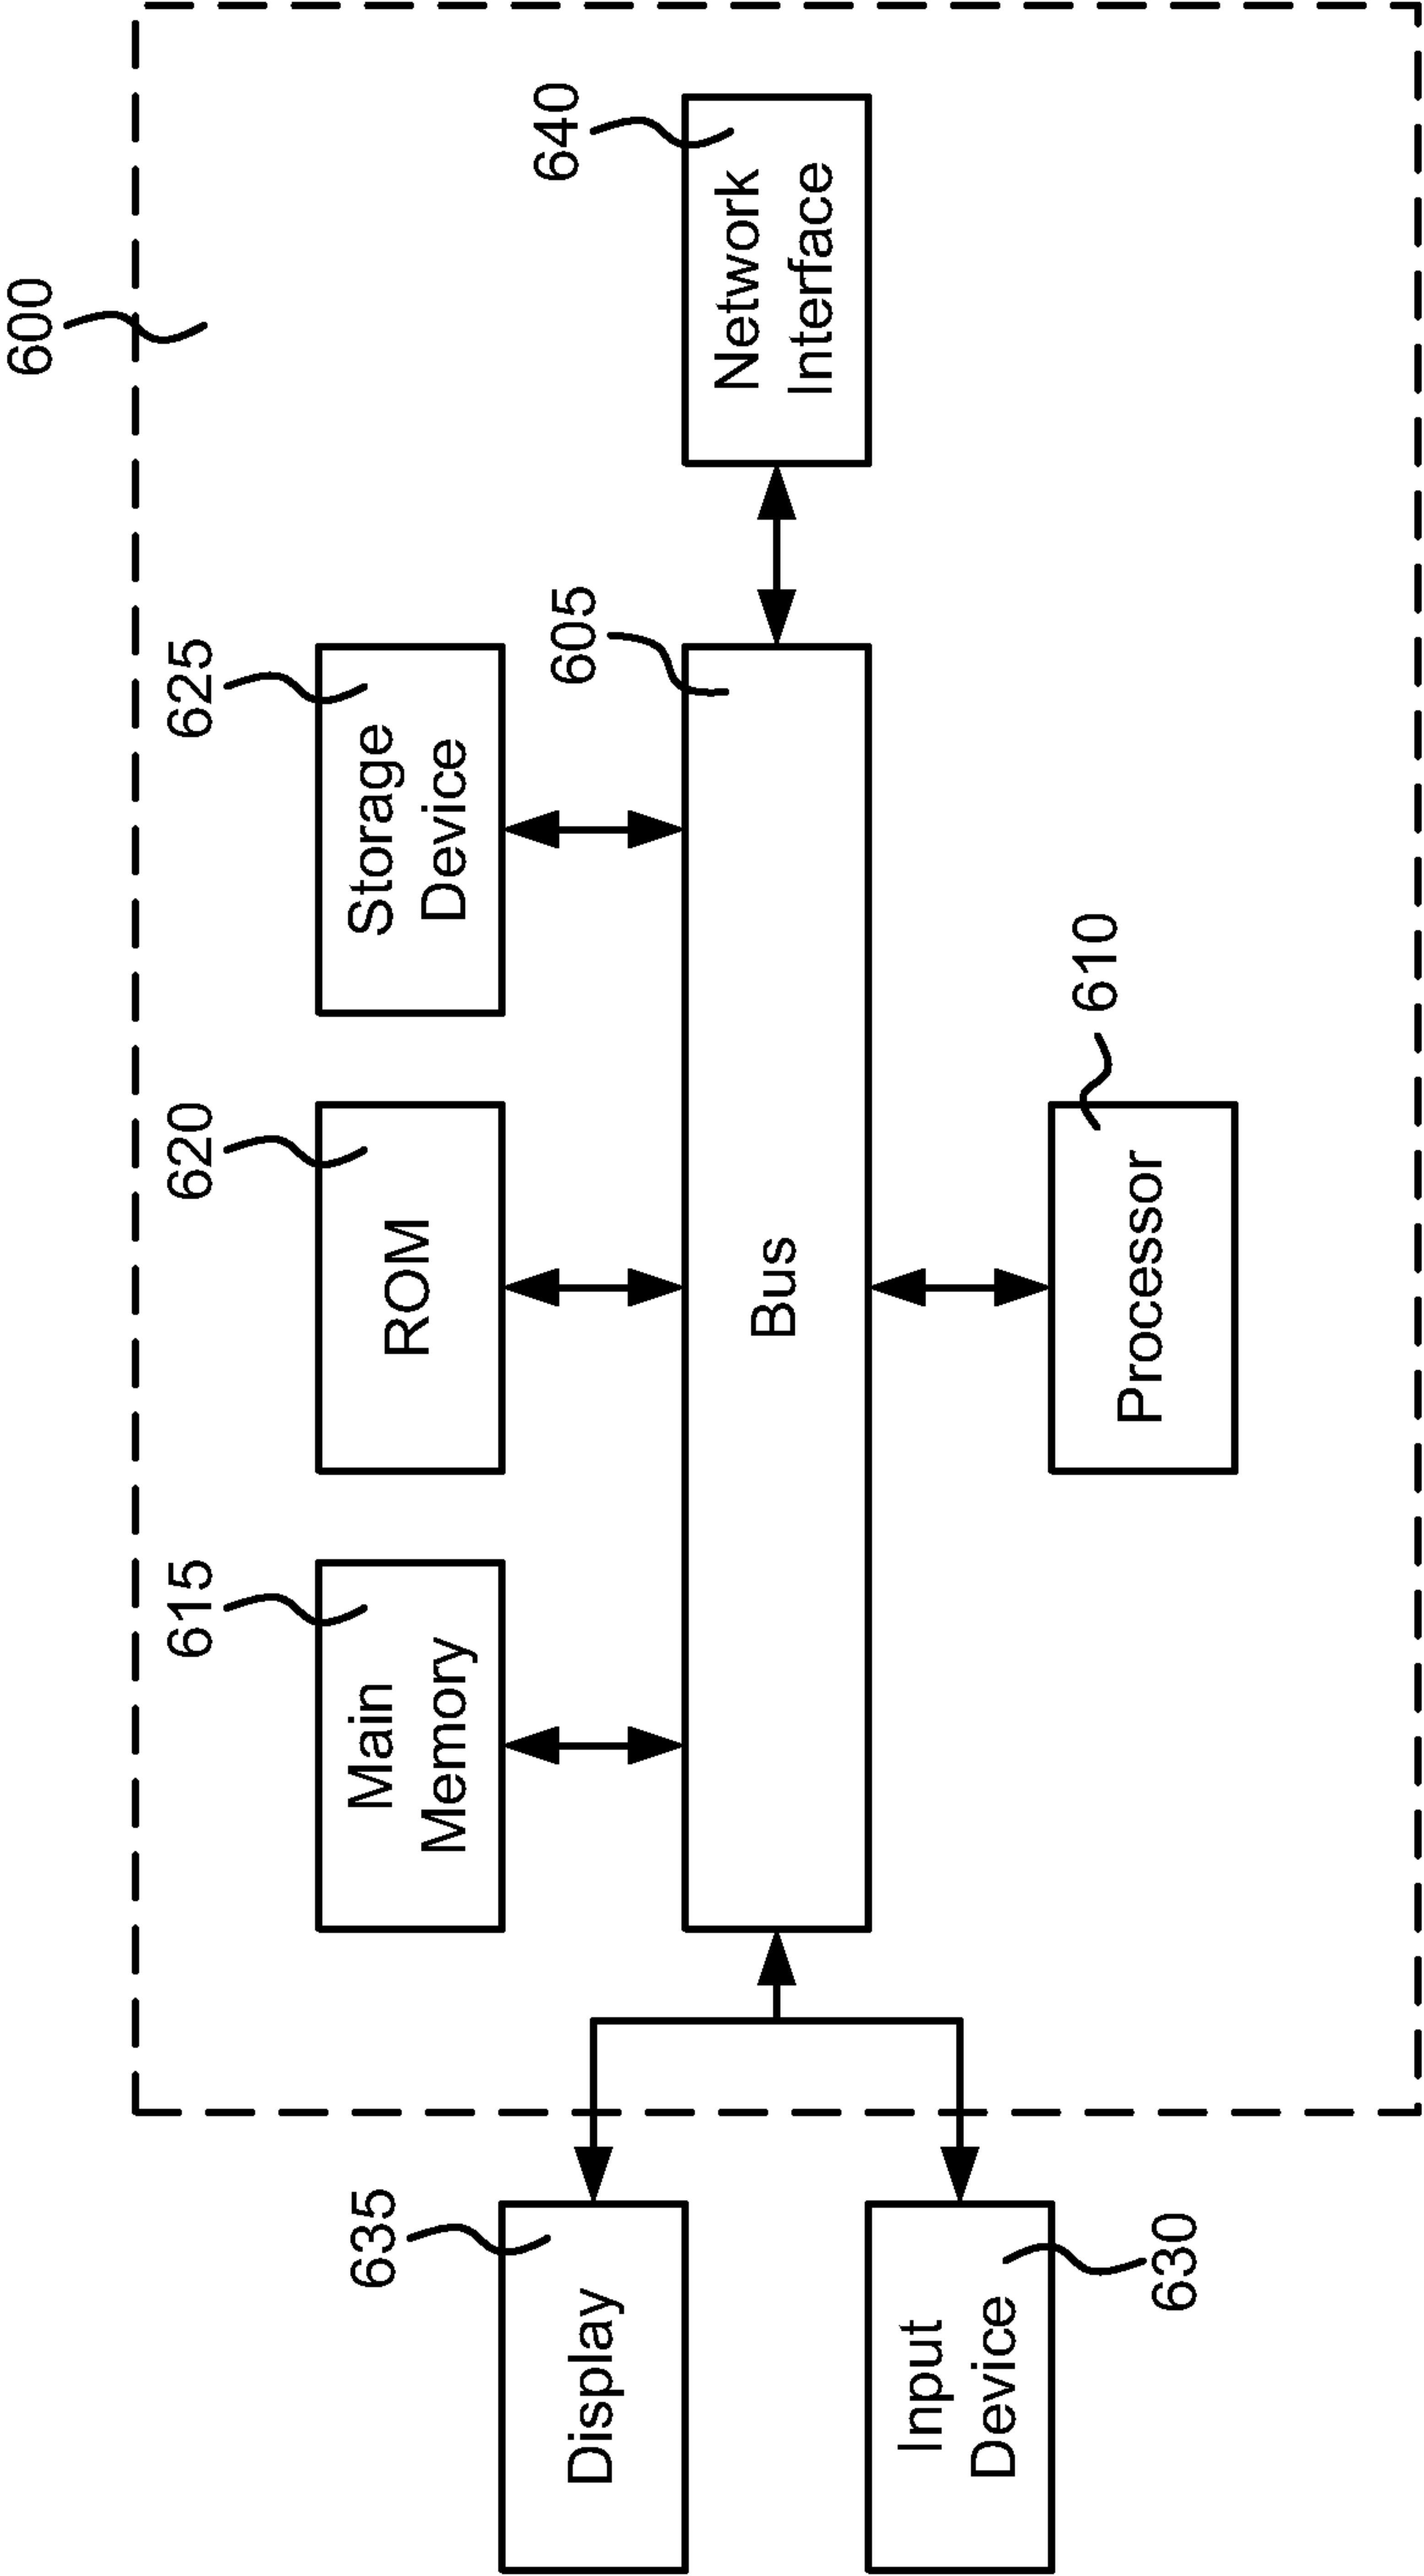 600
615
620
625
Main
Memory
ROM
Storage
Device
635
605
640
Display
Bus
Network
Interface
Input
Device
630
610
Processor